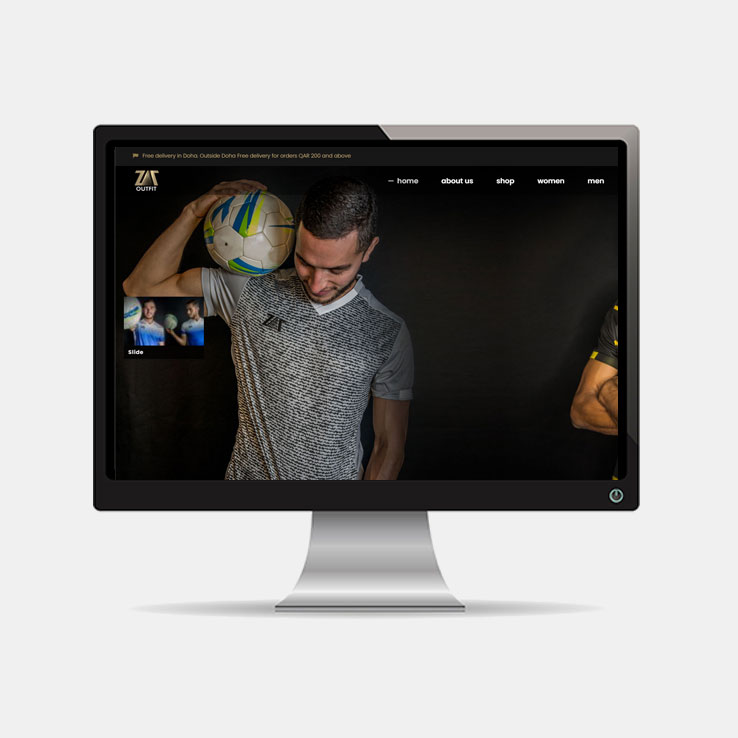 Free delivery in Doha. Outside Doha Free delivery for orders QAR 200 and above
ZAT
OUTFIT
home
about us
shop
women
men
ZAT
Slide